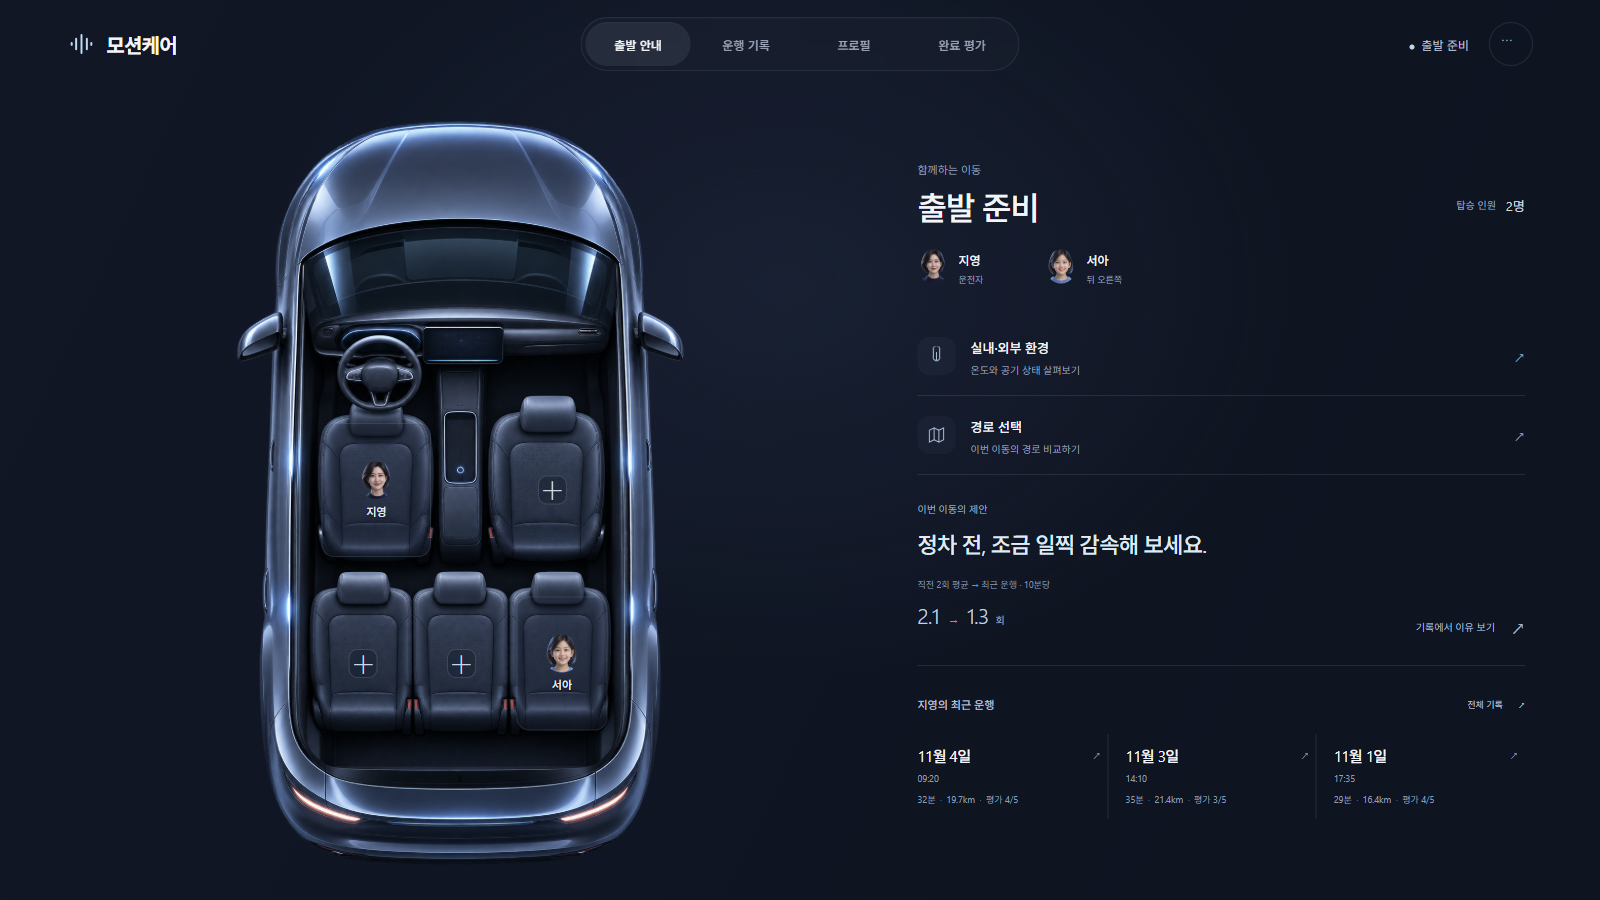 모션케어
출발 안내
운행 기록
프로필
완료 평가
출발 준비
...
함께하는 이동
출발 준비
탑승 인원 2명
지영
운전자
서아
뒤 오른쪽
실내·외부 환경
온도와 공기 상태 살펴보기
↗
경로 선택
이번 이동의 경로 비교하기
↗
이번 이동의 제안
정차 전, 조금 일찍 감속해 보세요.
직전 2회 평균 → 최근 운행 · 10분당
2.1 → 1.3 회
기록에서 이유 보기 ↗
지영의 최근 운행
전체 기록 ↗
11월 4일 ↗
09:20
32분 · 19.7km · 평가 4/5
11월 3일 ↗
14:10
35분 · 21.4km · 평가 3/5
11월 1일 ↗
17:35
29분 · 16.4km · 평가 4/5
지영
서아